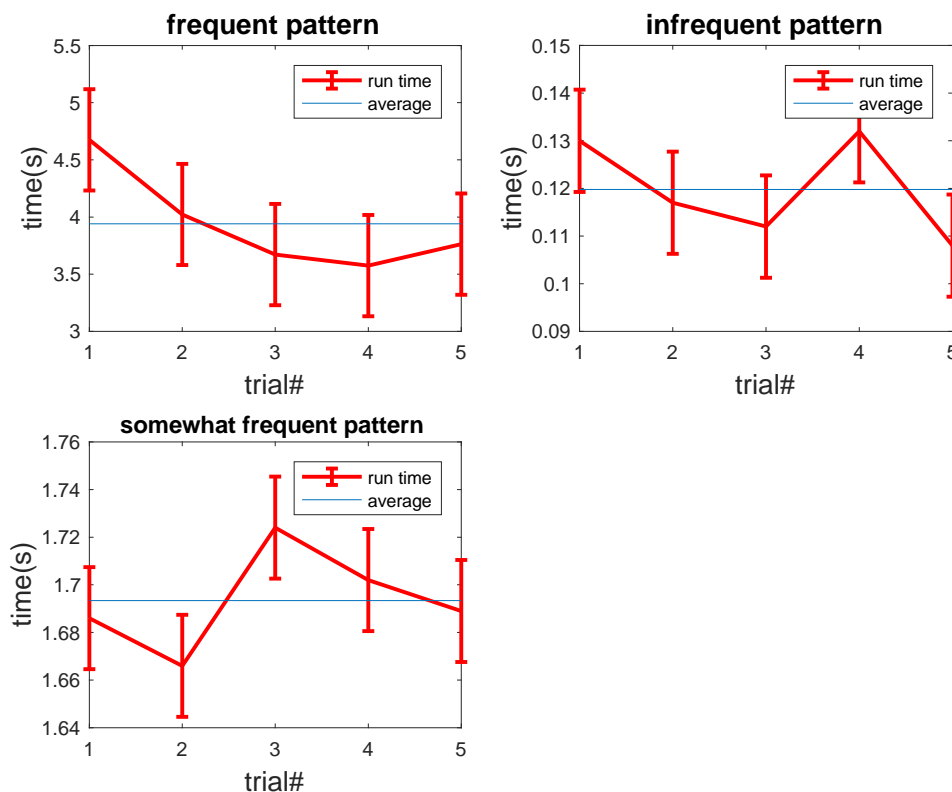 frequent pattern
5.5
5
4.5
4
3.5
3
time(s)
run time
average
1 2 3 4 5
trial#
infrequent pattern
0.15
0.14
0.13
0.12
0.11
0.1
0.09
time(s)
run time
average
1 2 3 4 5
trial#
somewhat frequent pattern
1.76
1.74
1.72
1.7
1.68
1.66
1.64
time(s)
run time
average
1 2 3 4 5
trial#